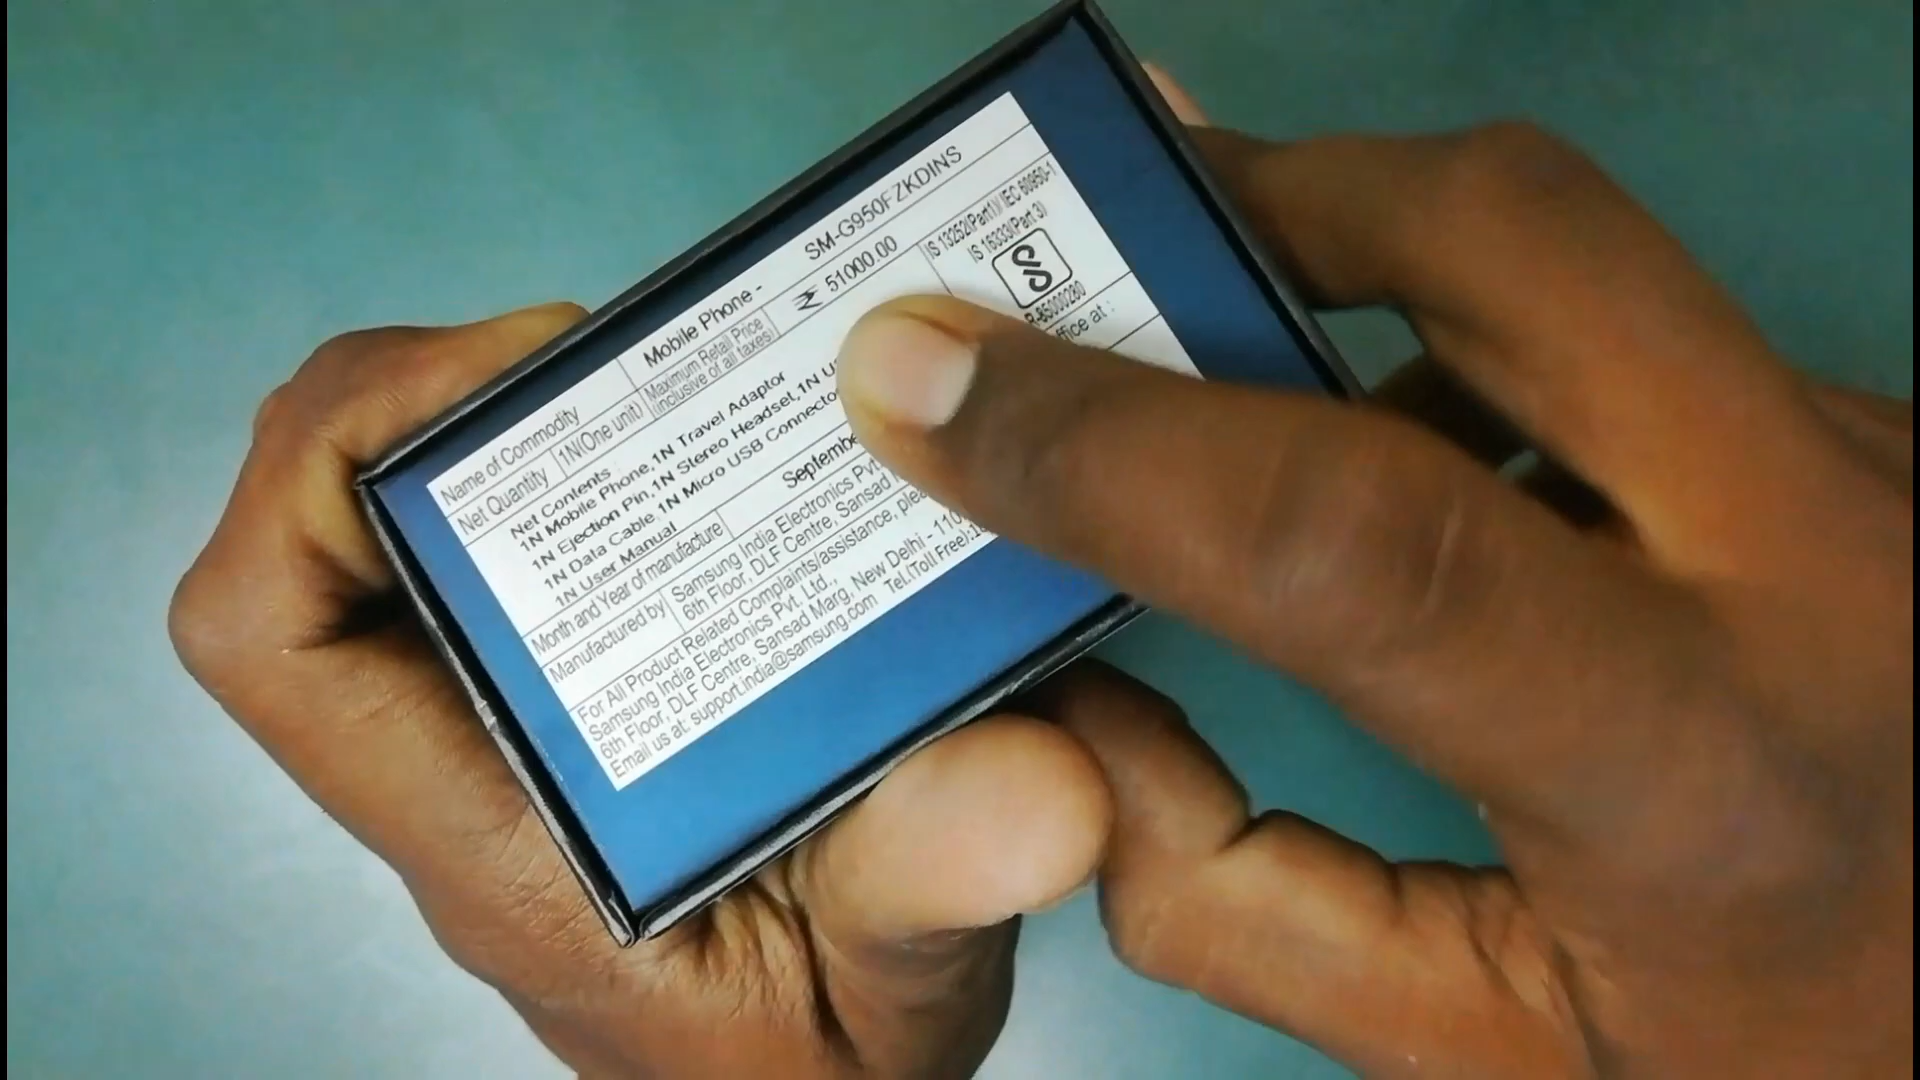 Name of Commodity Mobile Phone - SM-G950FZKDINS
Net Quantity 1N(One unit) Maximum Retail Price (inclusive of all taxes) 51000.00
IS 13252(Part1)/ IEC 60950-1
IS 16333(Part 3)
R-65000280
Net Contents :
1N Mobile Phone,1N Travel Adaptor
1N Ejection Pin,1N Stereo Headset,1N
1N Data Cable,1N Micro USB
1N User Manual
Month and Year of manufacture
Manufactured by Samsung India Electronics Pvt.
6th Floor, DLF Centre, Sansad
at :
For All Product Related Complaints/assistance,
Samsung India Electronics Pvt. Ltd.,
6th Floor, DLF Centre, Sansad Marg, New Delhi -
Email us at: support.india@samsung.com Tel.(Toll Free):